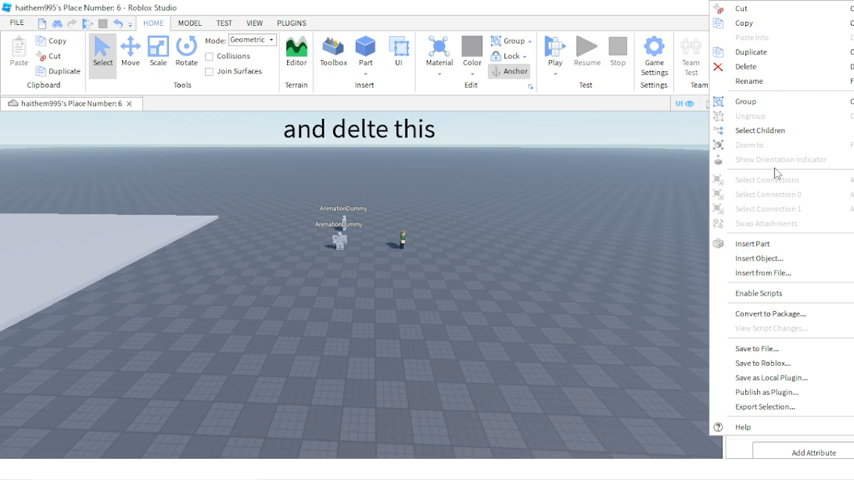 haithem995's Place Number: 6 - Roblox Studio
FILE HOME MODEL TEST VIEW PLUGINS
Paste
Copy
Cut
Duplicate
Clipboard
Select Move Scale Rotate
Mode: Geometric
Collisions
Join Surfaces
Tools
Editor
Terrain
Toolbox Part UI
Insert
Material Color
Group
Lock
Anchor
Edit
Play Resume Stop
Test
Game Settings
Settings
Team Test
haithem995's Place Number: 6 ×
UI
and delte this
AnimationDummy
AnimationDummy
Cut
Copy
Paste Into
Duplicate
Delete
Rename
Group
Ungroup
Select Children
Zoom to
Show Orientation Indicator
Select Connections
Select Connection 0
Select Connection 1
Swap Attachments
Insert Part
Insert Object...
Insert from File...
Enable Scripts
Convert to Package...
View Script Changes...
Save to File...
Save to Roblox...
Save as Local Plugin...
Publish as Plugin...
Export Selection...
Help
Add Attribute